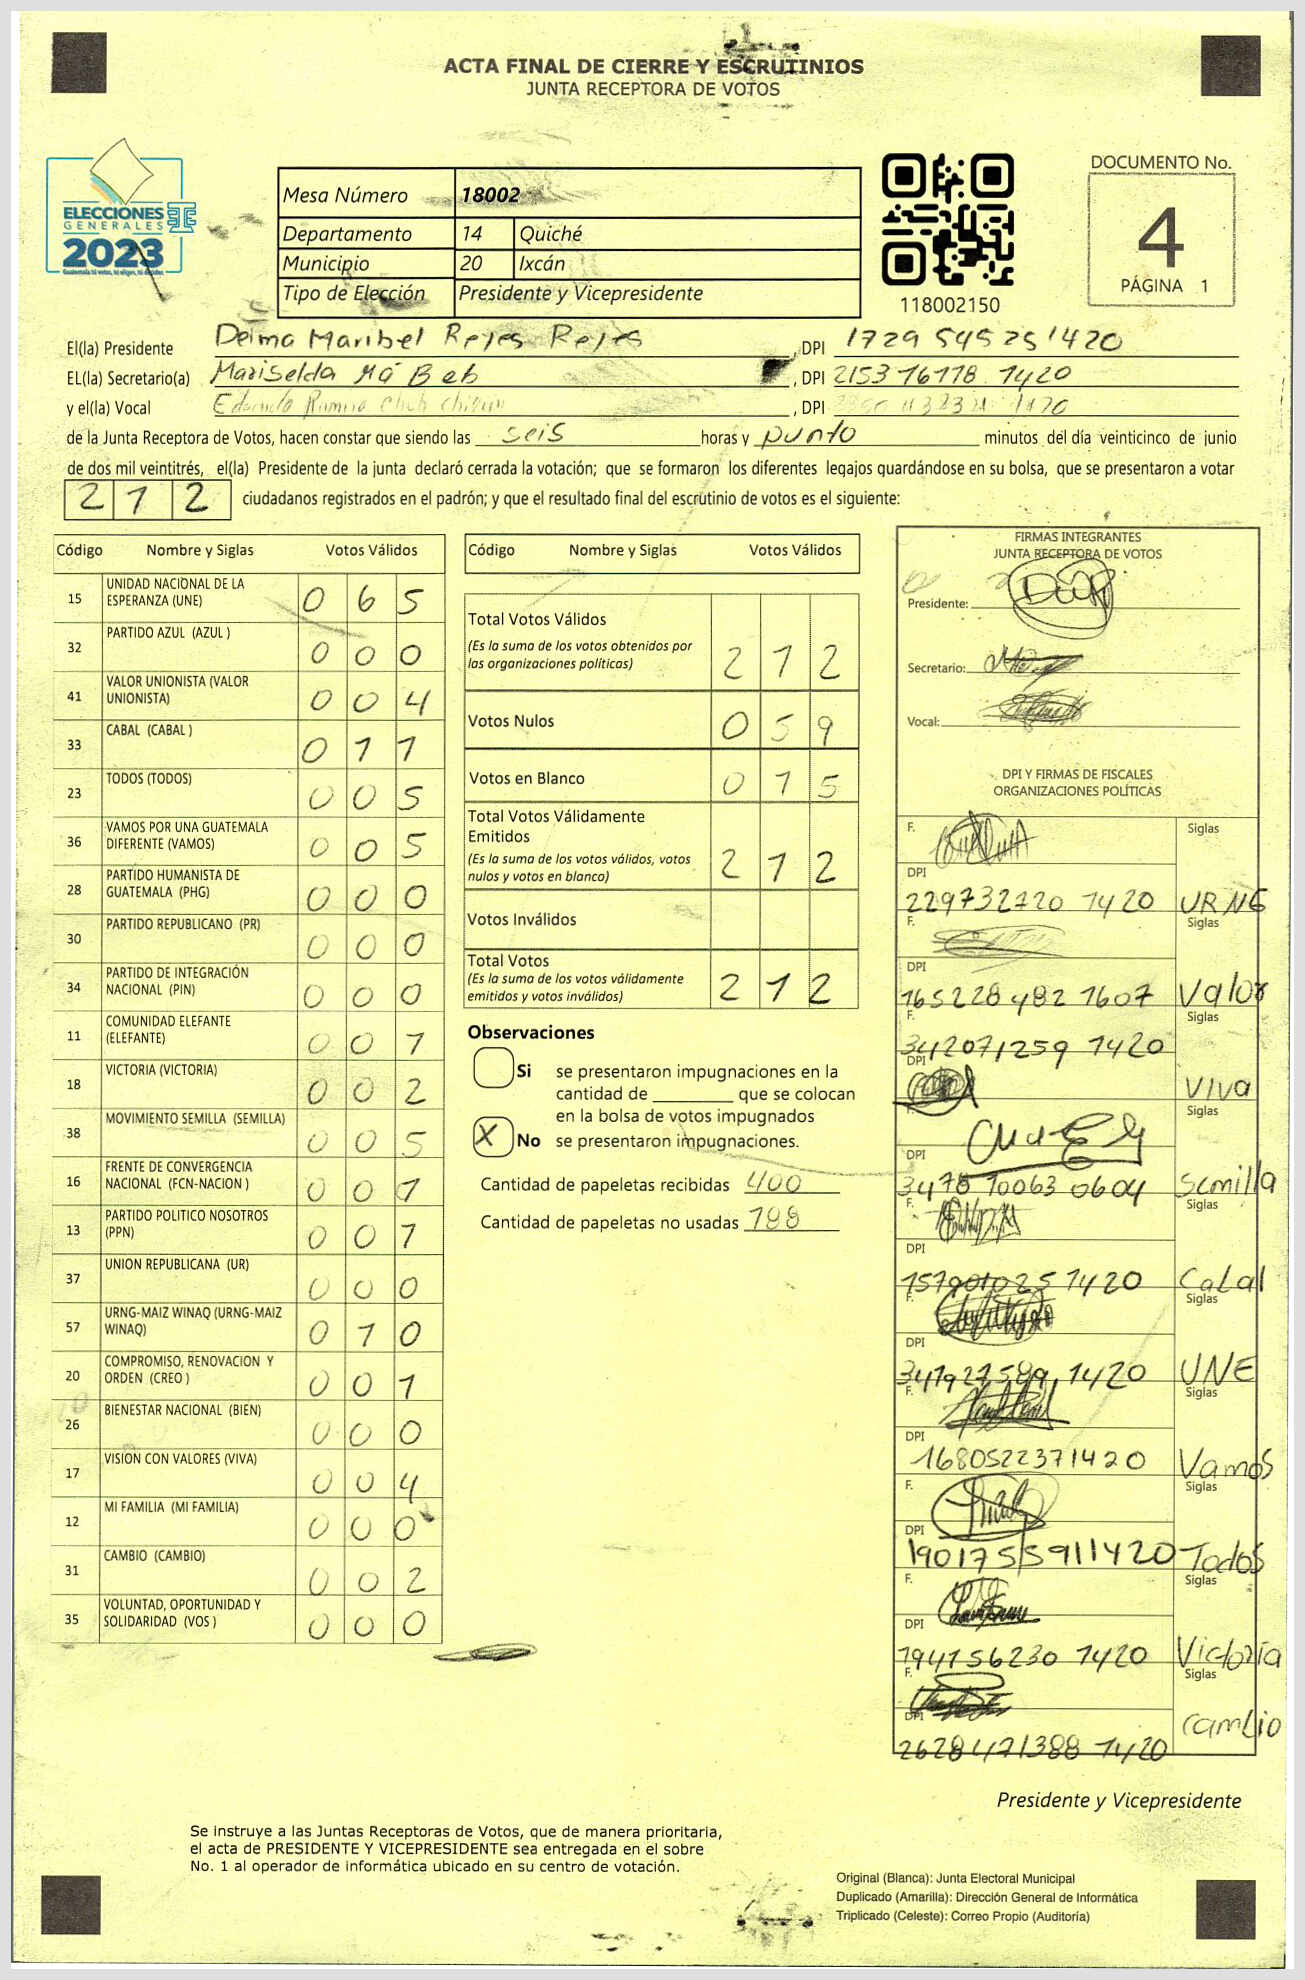 ACTA FINAL DE CIERRE Y ESCRUTINIOS
JUNTA RECEPTORA DE VOTOS
ELECCIONES
GENERALES
2023
Mesa Número 18002
Departamento 14 Quiché
Municipio 20 Ixcán
Tipo de Elección Presidente y Vicepresidente
118002150
DOCUMENTO No.
4
PÁGINA 1
El(la) Presidente Deima Maribel Reyes Reyes, DPI 1729 545 251420
EL(la) Secretario(a) Mariselda Má Beb, DPI 2153 76178 1420
y el(la) Vocal, DPI
de la Junta Receptora de Votos, hacen constar que siendo las seis horas y punto minutos del día veinticinco de junio
de dos mil veintitrés, el(la) Presidente de la junta declaró cerrada la votación; que se formaron los diferentes legajos guardándose en su bolsa, que se presentaron a votar
212 ciudadanos registrados en el padrón; y que el resultado final del escrutinio de votos es el siguiente:
Código Nombre y Siglas Votos Válidos
15 UNIDAD NACIONAL DE LA ESPERANZA (UNE) 0 6 5
32 PARTIDO AZUL (AZUL ) 0 0 0
41 VALOR UNIONISTA (VALOR UNIONISTA) 0 0 4
33 CABAL (CABAL ) 0 1 1
23 TODOS (TODOS) 0 0 5
36 VAMOS POR UNA GUATEMALA DIFERENTE (VAMOS) 0 0 5
28 PARTIDO HUMANISTA DE GUATEMALA (PHG) 0 0 0
30 PARTIDO REPUBLICANO (PR) 0 0 0
34 PARTIDO DE INTEGRACIÓN NACIONAL (PIN) 0 0 0
11 COMUNIDAD ELEFANTE (ELEFANTE) 0 0 1
18 VICTORIA (VICTORIA) 0 0 2
38 MOVIMIENTO SEMILLA (SEMILLA) 0 0 5
16 FRENTE DE CONVERGENCIA NACIONAL (FCN-NACION ) 0 0 1
13 PARTIDO POLITICO NOSOTROS (PPN) 0 0 1
37 UNION REPUBLICANA (UR) 0 0 0
57 URNG-MAIZ WINAQ (URNG-MAIZ WINAQ) 0 1 0
20 COMPROMISO, RENOVACION Y ORDEN (CREO ) 0 0 1
26 BIENESTAR NACIONAL (BIEN) 0 0 0
17 VISION CON VALORES (VIVA) 0 0 4
12 MI FAMILIA (MI FAMILIA) 0 0 0
31 CAMBIO (CAMBIO) 0 0 2
35 VOLUNTAD, OPORTUNIDAD Y SOLIDARIDAD (VOS ) 0 0 0
Código Nombre y Siglas Votos Válidos
Total Votos Válidos 2 1 2
(Es la suma de los votos obtenidos por
las organizaciones políticas)
Votos Nulos 0 5 9
Votos en Blanco 0 1 5
Total Votos Válidamente
Emitidos
(Es la suma de los votos válidos, votos
nulos y votos en blanco) 2 1 2
Votos Inválidos
Total Votos
(Es la suma de los votos válidamente
emitidos y votos inválidos) 2 1 2
Observaciones
Si se presentaron impugnaciones en la
cantidad de que se colocan
en la bolsa de votos impugnados
X No se presentaron impugnaciones.
Cantidad de papeletas recibidas 400
Cantidad de papeletas no usadas 188
FIRMAS INTEGRANTES
JUNTA RECEPTORA DE VOTOS
Presidente:
Secretario:
Vocal:
DPI Y FIRMAS DE FISCALES
ORGANIZACIONES POLÍTICAS
F. Siglas
DPI
229732720 1420 URNG
F. Siglas
DPI
165228482 1607 Valor
F. Siglas
342071259 1420
DPI
VIVA
F. Siglas
DPI
3478 10063 0604 Semilla
F. Siglas
DPI
157901025 1420 Cabal
F. Siglas
DPI
341927589 1420 UNE
F. Siglas
DPI
1680522371420 Vamos
F. Siglas
DPI
1901755911420 Todos
F. Siglas
DPI
194156230 1420 Victoria
F. Siglas
DPI
2628471388 1420 cambio
Presidente y Vicepresidente
Se instruye a las Juntas Receptoras de Votos, que de manera prioritaria,
el acta de PRESIDENTE Y VICEPRESIDENTE sea entregada en el sobre
No. 1 al operador de informática ubicado en su centro de votación.
Original (Blanca): Junta Electoral Municipal
Duplicado (Amarilla): Dirección General de Informática
Triplicado (Celeste): Correo Propio (Auditoría)